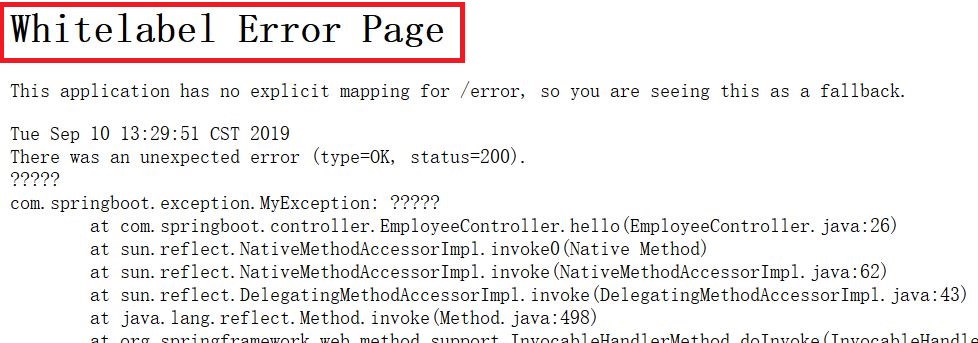 Whitelabel Error Page
This application has no explicit mapping for /error, so you are seeing this as a fallback.
Tue Sep 10 13:29:51 CST 2019
There was an unexpected error (type=OK, status=200).
?????
com.springboot.exception.MyException: ?????
at com.springboot.controller.EmployeeController.hello(EmployeeController.java:26)
at sun.reflect.NativeMethodAccessorImpl.invoke0(Native Method)
at sun.reflect.NativeMethodAccessorImpl.invoke(NativeMethodAccessorImpl.java:62)
at sun.reflect.DelegatingMethodAccessorImpl.invoke(DelegatingMethodAccessorImpl.java:43)
at java.lang.reflect.Method.invoke(Method.java:498)
at org.springframework.web.method.support.InvocableHandlerMethod.doInvoke(InvocableHandle